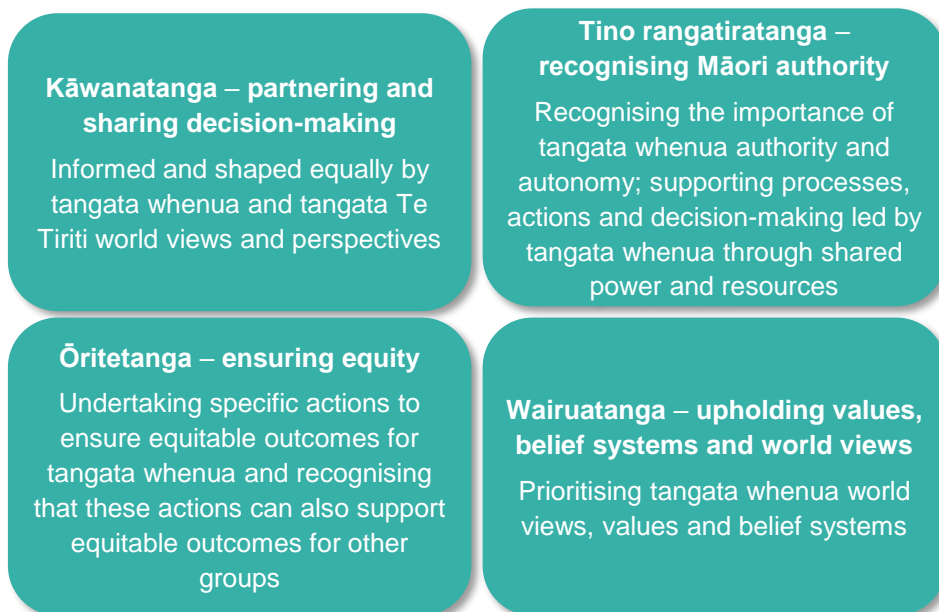 Kāwanatanga – partnering and
sharing decision-making
Informed and shaped equally by
tangata whenua and tangata Te
Tiriti world views and perspectives
Tino rangatiratanga –
recognising Māori authority
Recognising the importance of
tangata whenua authority and
autonomy; supporting processes,
actions and decision-making led by
tangata whenua through shared
power and resources
Ōritetanga – ensuring equity
Undertaking specific actions to
ensure equitable outcomes for
tangata whenua and recognising
that these actions can also support
equitable outcomes for other
groups
Wairuatanga – upholding values,
belief systems and world views
Prioritising tangata whenua world
views, values and belief systems